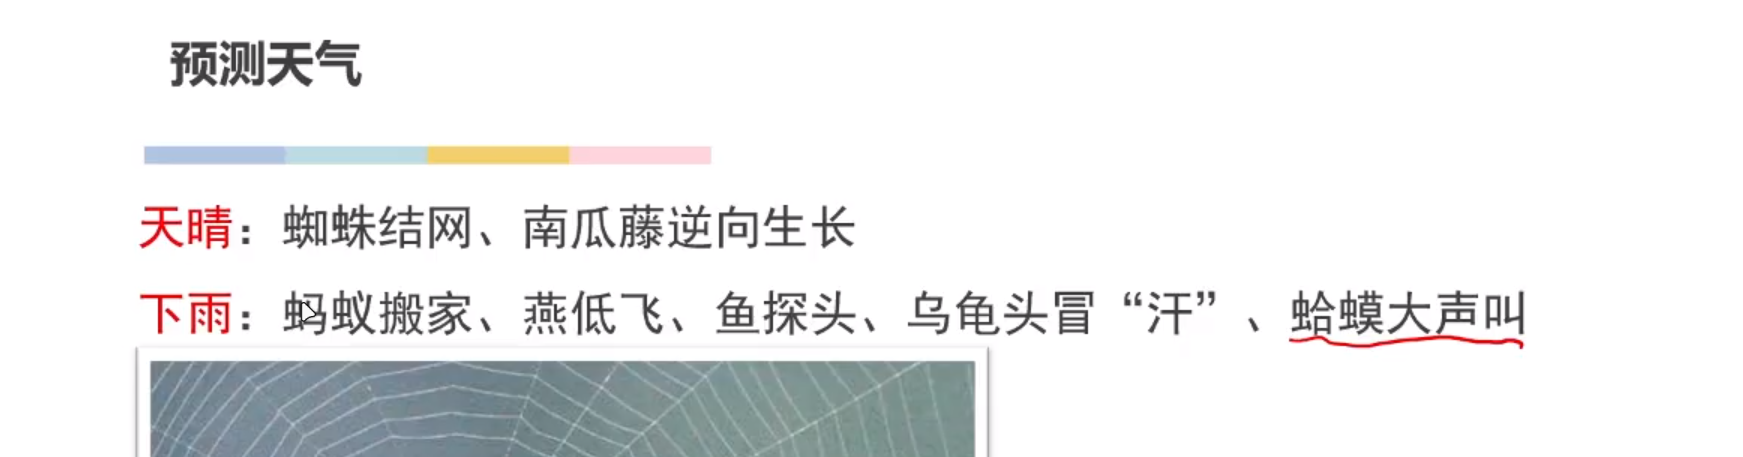 预测天气
天晴：蜘蛛结网、南瓜藤逆向生长
下雨：蚂蚁搬家、燕低飞、鱼探头、乌龟头冒“汗”、蛤蟆大声叫